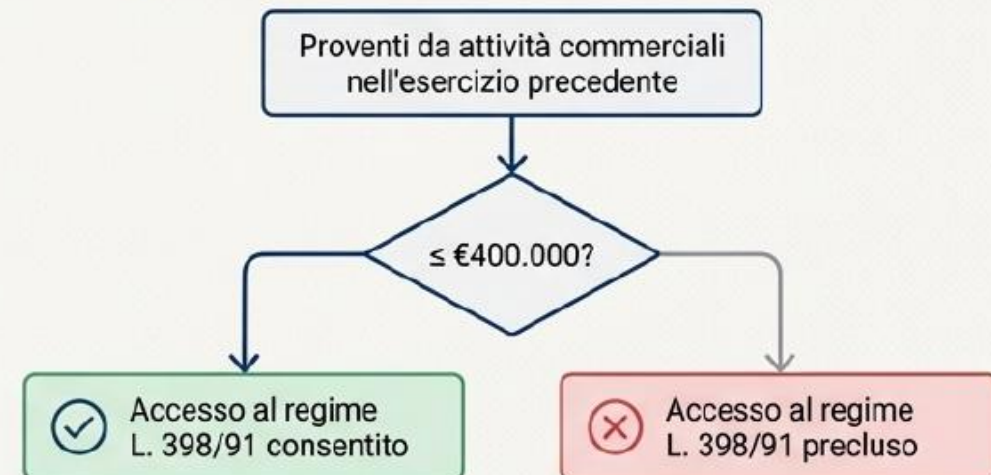 Proventi da attività commerciali
nell'esercizio precedente
≤ €400.000?
Accesso al regime
L. 398/91 consentito
Accesso al regime
L. 398/91 precluso